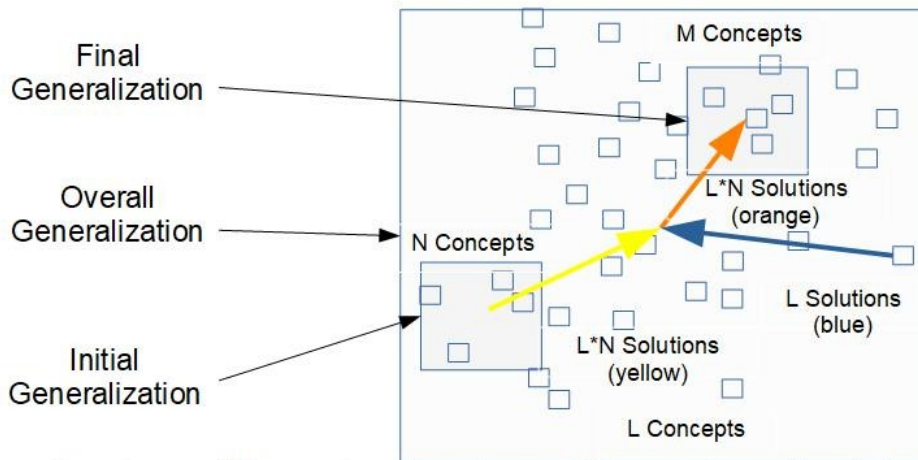 Final
Generalization
Overall
Generalization
Initial
Generalization
M Concepts
L*N Solutions
(orange)
N Concepts
L Solutions
(blue)
L*N Solutions
(yellow)
L Concepts